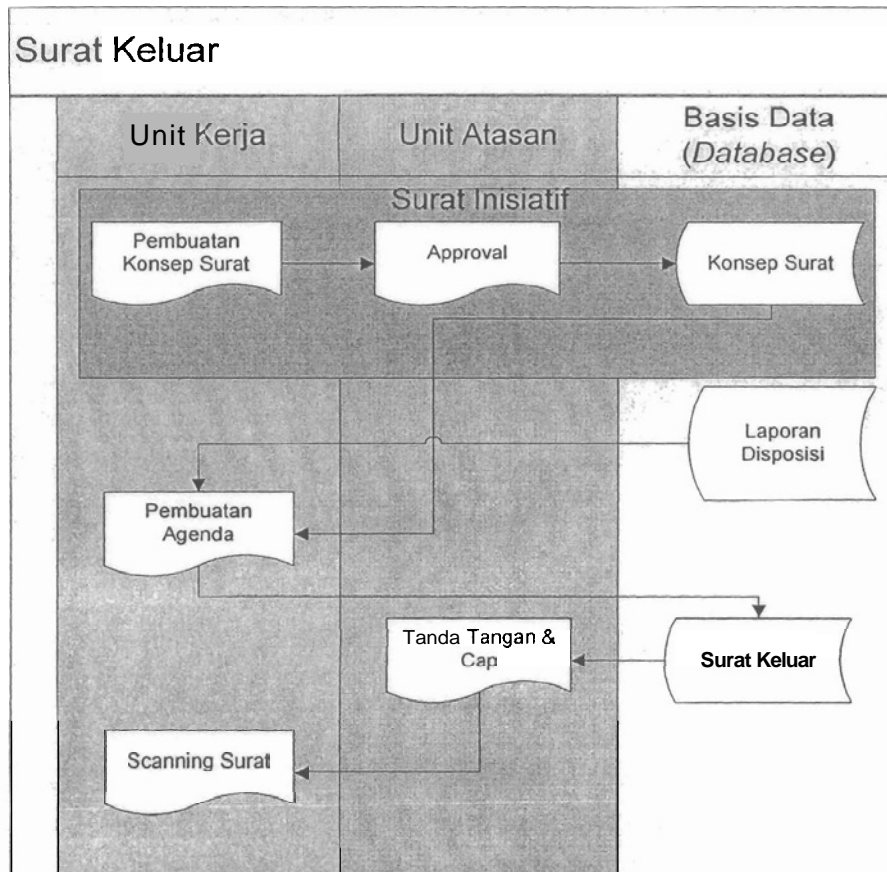 Surat Keluar
Unit Kerja
Unit Atasan
Basis Data
(Database)
Surat Inisiatif
Pembuatan
Konsep Surat
Approval
Konsep Surat
Laporan
Disposisi
Pembuatan
Agenda
Tanda Tangan &
Cap
Surat Keluar
Scanning Surat